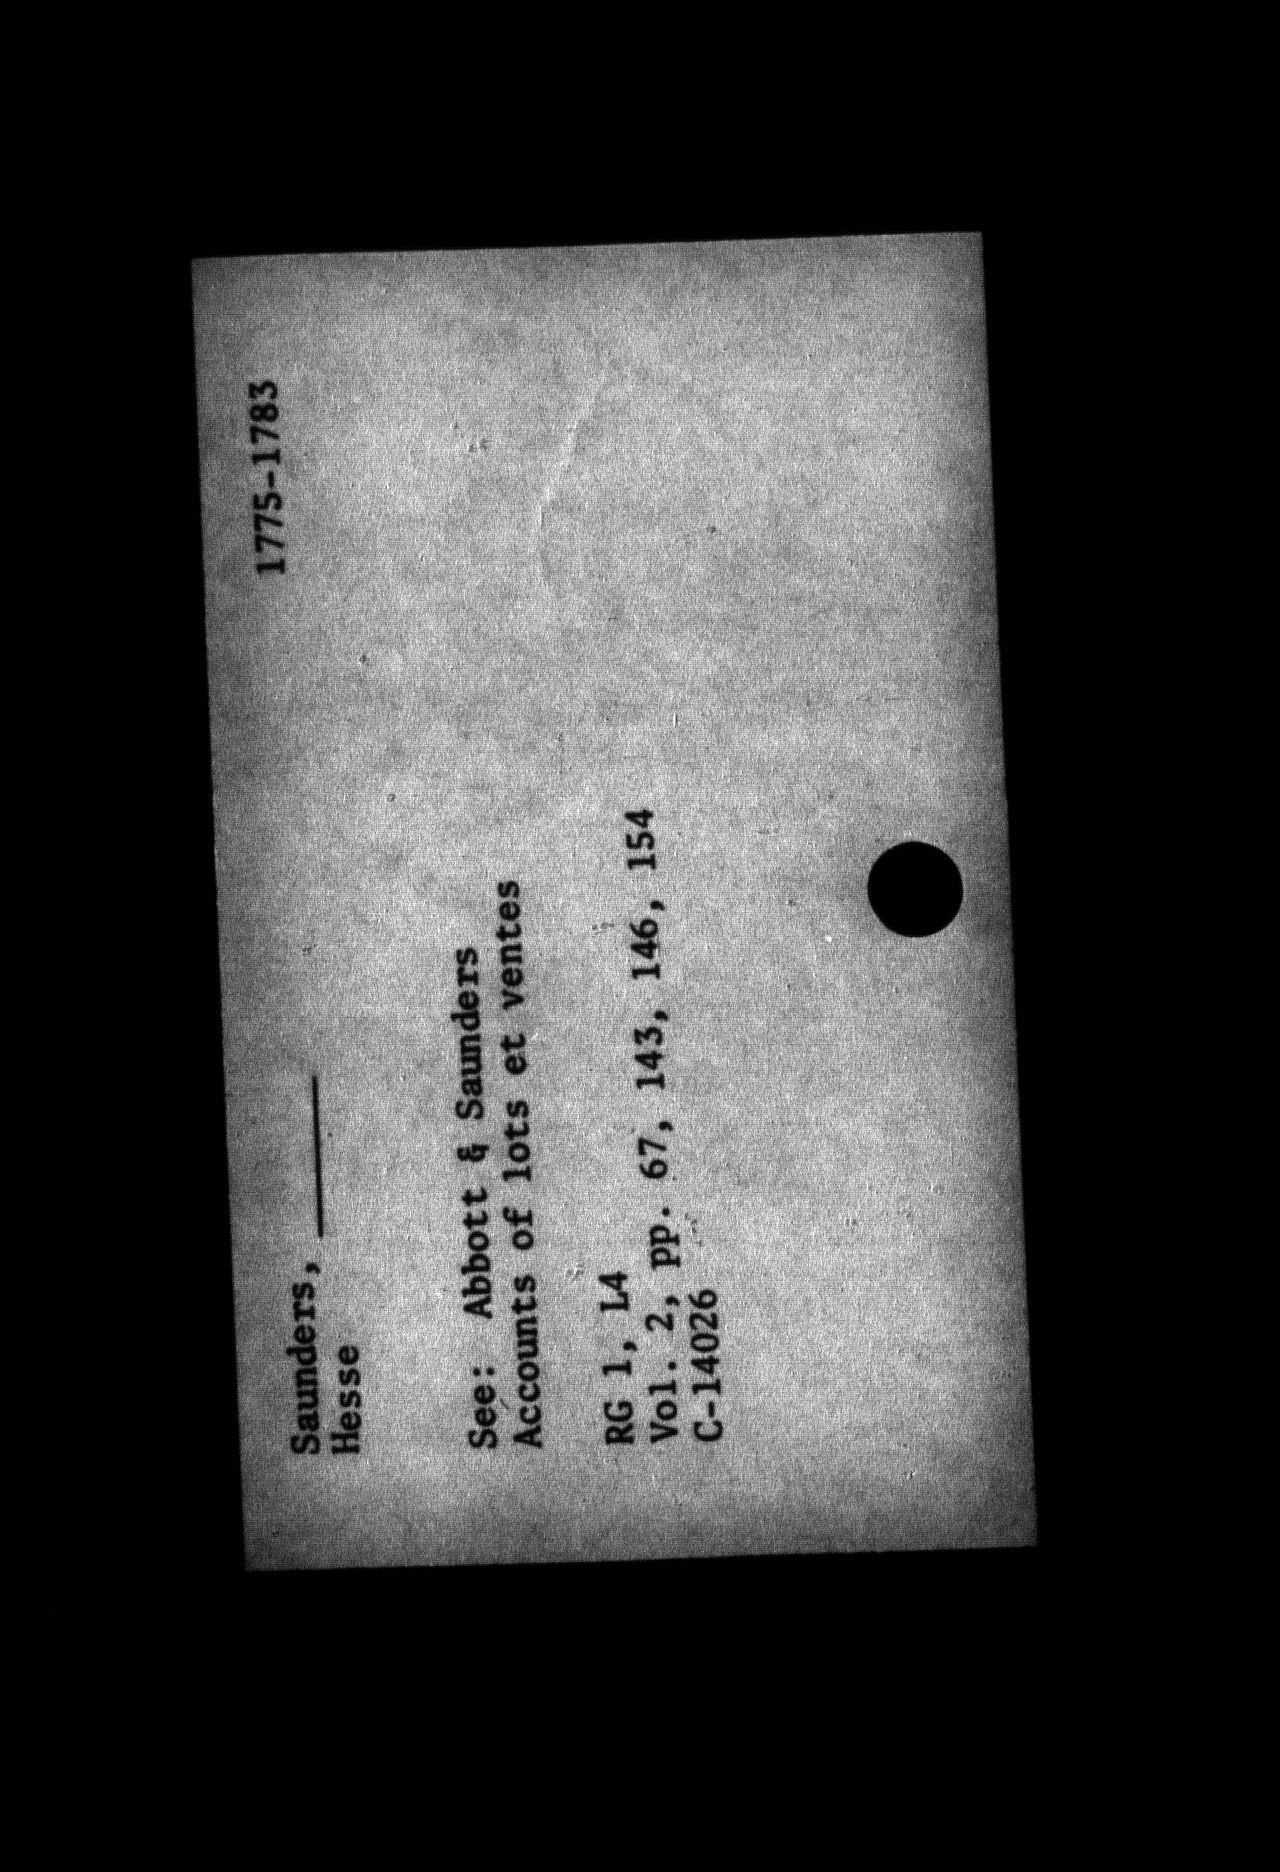 1775-1783
Saunders, ____
Hesse
See: Abbott & Saunders
Accounts of lots et ventes
RG 1, L4
Vol. 2, pp. 67, 143, 146, 154
C-14026